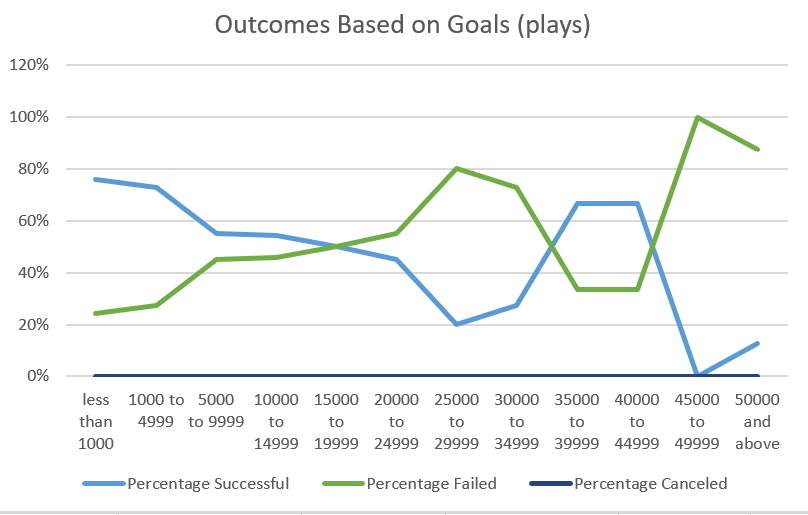 Outcomes Based on Goals (plays)
120%
100%
80%
60%
40%
20%
0%
less than 1000
1000 to 4999
5000 to 9999
10000 to 14999
15000 to 19999
20000 to 24999
25000 to 29999
30000 to 34999
35000 to 39999
40000 to 44999
45000 to 49999
50000 and above
Percentage Successful
Percentage Failed
Percentage Canceled